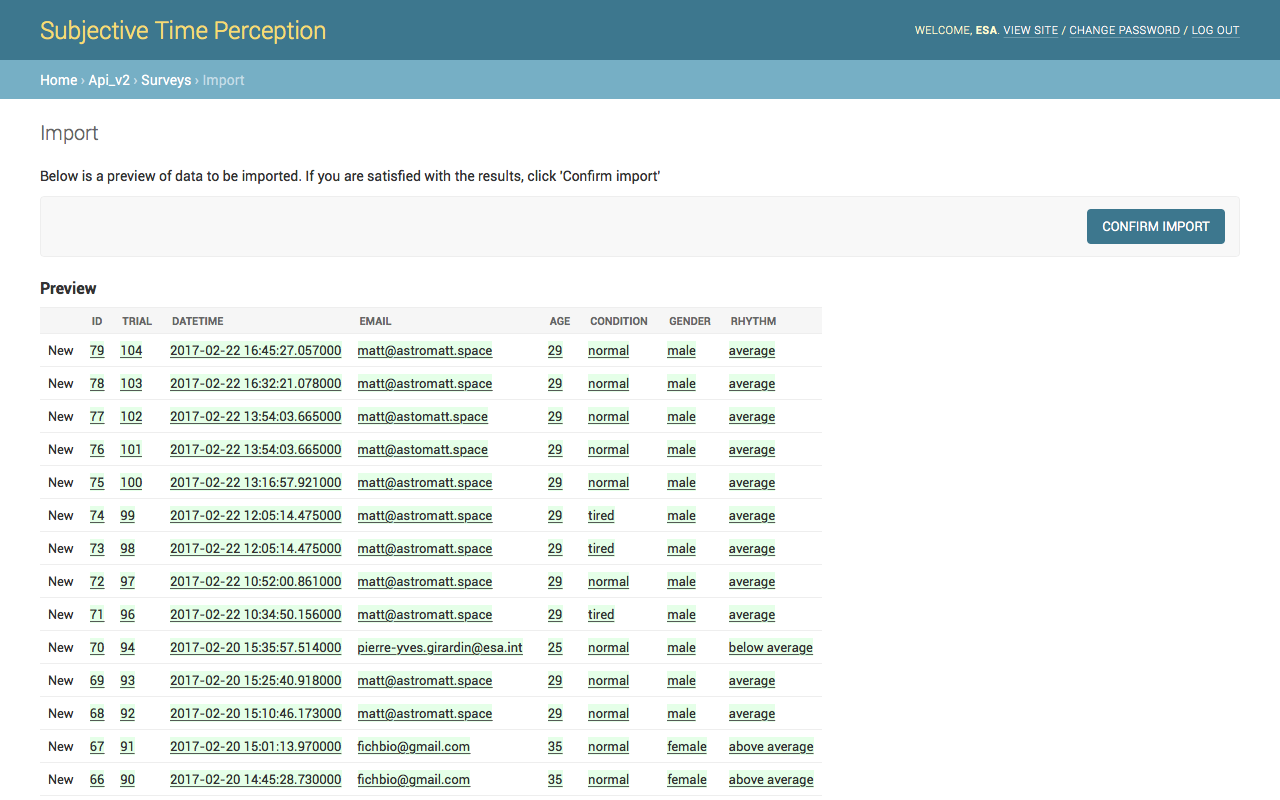 Subjective Time Perception
WELCOME, ESA. VIEW SITE / CHANGE PASSWORD / LOG OUT
Home › Api_v2 › Surveys › Import
Import
Below is a preview of data to be imported. If you are satisfied with the results, click 'Confirm import'
CONFIRM IMPORT
Preview
ID TRIAL DATETIME EMAIL AGE CONDITION GENDER RHYTHM
New 79 104 2017-02-22 16:45:27.057000 matt@astromatt.space 29 normal male average
New 78 103 2017-02-22 16:32:21.078000 matt@astromatt.space 29 normal male average
New 77 102 2017-02-22 13:54:03.665000 matt@astomatt.space 29 normal male average
New 76 101 2017-02-22 13:54:03.665000 matt@astomatt.space 29 normal male average
New 75 100 2017-02-22 13:16:57.921000 matt@astromatt.space 29 normal male average
New 74 99 2017-02-22 12:05:14.475000 matt@astromatt.space 29 tired male average
New 73 98 2017-02-22 12:05:14.475000 matt@astromatt.space 29 tired male average
New 72 97 2017-02-22 10:52:00.861000 matt@astromatt.space 29 normal male average
New 71 96 2017-02-22 10:34:50.156000 matt@astromatt.space 29 tired male average
New 70 94 2017-02-20 15:35:57.514000 pierre-yves.girardin@esa.int 25 normal male below average
New 69 93 2017-02-20 15:25:40.918000 matt@astromatt.space 29 normal male average
New 68 92 2017-02-20 15:10:46.173000 matt@astromatt.space 29 normal male average
New 67 91 2017-02-20 15:01:13.970000 fichbio@gmail.com 35 normal female above average
New 66 90 2017-02-20 14:45:28.730000 fichbio@gmail.com 35 normal female above average